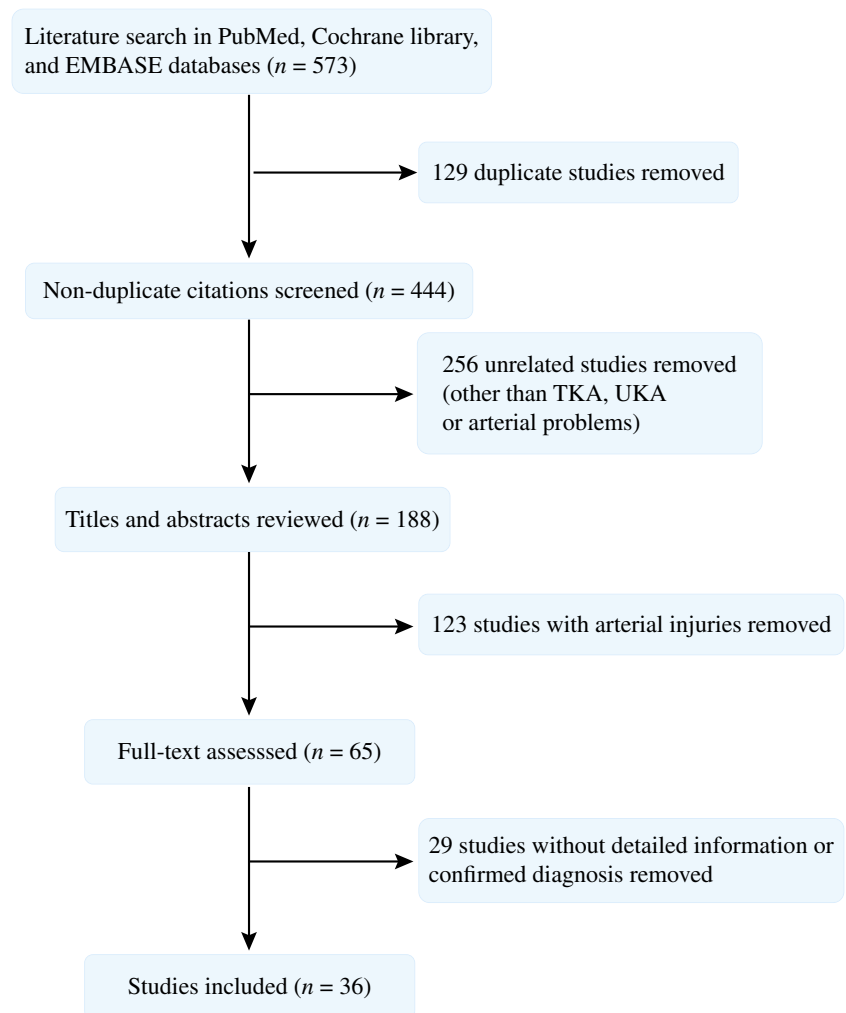 Literature search in PubMed, Cochrane library,
and EMBASE databases (n = 573)
129 duplicate studies removed
Non-duplicate citations screened (n = 444)
256 unrelated studies removed
(other than TKA, UKA
or arterial problems)
Titles and abstracts reviewed (n = 188)
123 studies with arterial injuries removed
Full-text assesssed (n = 65)
29 studies without detailed information or
confirmed diagnosis removed
Studies included (n = 36)